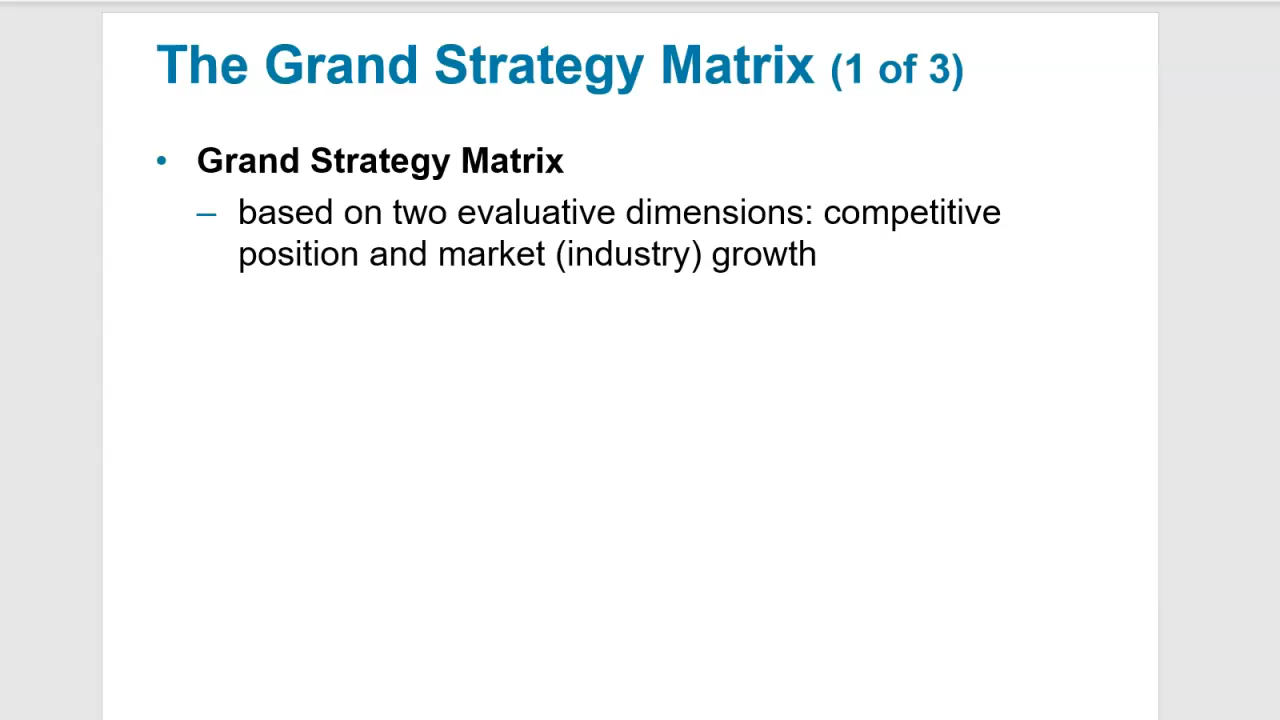 The Grand Strategy Matrix (1 of 3)
• Grand Strategy Matrix
– based on two evaluative dimensions: competitive
position and market (industry) growth